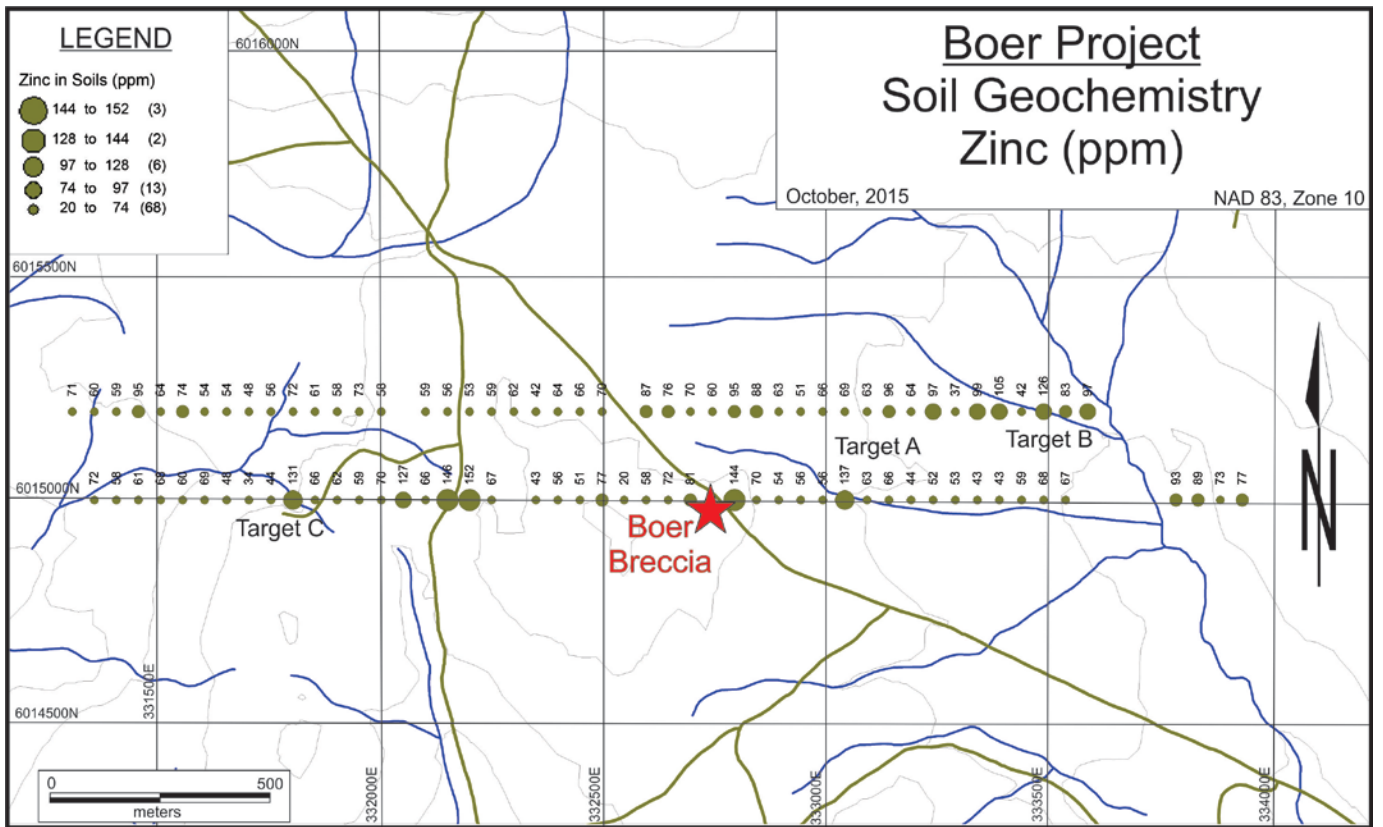 LEGEND
Zinc in Soils (ppm)
144 to 152 (3)
128 to 144 (2)
97 to 128 (6)
74 to 97 (13)
20 to 74 (68)
6016000N
Boer Project
Soil Geochemistry
Zinc (ppm)
October, 2015
NAD 83, Zone 10
6015500N
71 60 59 95 64 74 54 54 48 56 72 61 58 73 58 59 56 53 59 62 42 64 66 70 87 76 70 60 95 88 63 51 66 69 63 96 64 97 37 99 105 42 126 83 97
Target A
Target B
6015000N
72 58 61 68 60 69 48 34 44 131 66 62 59 70 127 66 146 152 67 43 56 51 77 20 58 72 81 144 70 54 56 58 137 63 66 74 52 53 43 43 59 68 67 93 89 73 77
Target C
Boer
Breccia
N
6014500N
331500E
332000E
332500E
333000E
333500E
334000E
0 500
meters